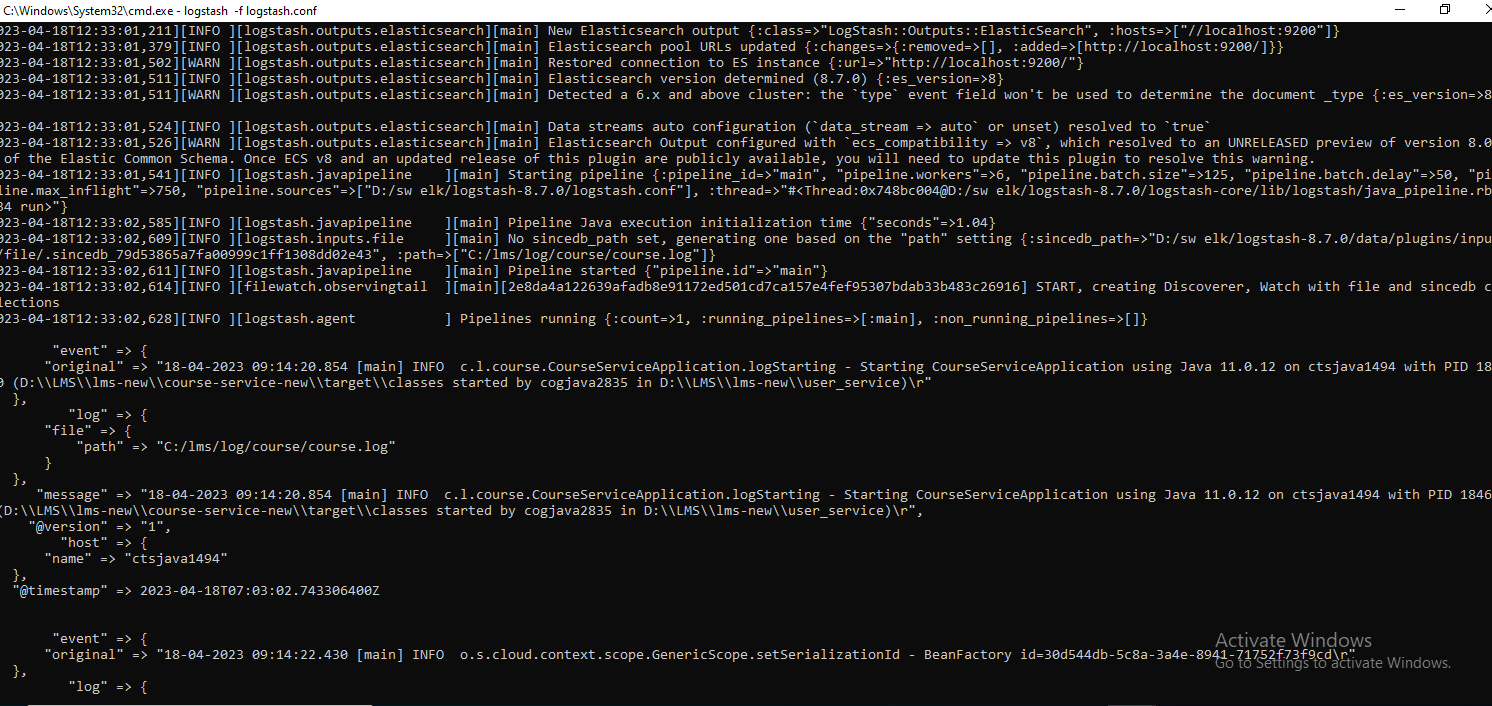 C:\Windows\System32\cmd.exe - logstash -f logstash.conf
023-04-18T12:33:01,211][INFO ][logstash.outputs.elasticsearch][main] New Elasticsearch output {:class=>"LogStash::Outputs::ElasticSearch", :hosts=>["//localhost:9200"]}
023-04-18T12:33:01,379][INFO ][logstash.outputs.elasticsearch][main] Elasticsearch pool URLs updated {:changes=>{:removed=>[], :added=>[http://localhost:9200/]}}
023-04-18T12:33:01,502][WARN ][logstash.outputs.elasticsearch][main] Restored connection to ES instance {:url=>"http://localhost:9200/"}
023-04-18T12:33:01,511][INFO ][logstash.outputs.elasticsearch][main] Elasticsearch version determined (8.7.0) {:es_version=>8}
023-04-18T12:33:01,511][WARN ][logstash.outputs.elasticsearch][main] Detected a 6.x and above cluster: the `type` event field won't be used to determine the document _type {:es_version=>8
023-04-18T12:33:01,524][INFO ][logstash.outputs.elasticsearch][main] Data streams auto configuration (`data_stream => auto` or unset) resolved to `true`
023-04-18T12:33:01,526][WARN ][logstash.outputs.elasticsearch][main] Elasticsearch Output configured with `ecs_compatibility => v8`, which resolved to an UNRELEASED preview of version 8.0
of the Elastic Common Schema. Once ECS v8 and an updated release of this plugin are publicly available, you will need to update this plugin to resolve this warning.
023-04-18T12:33:01,541][INFO ][logstash.javapipeline    ][main] Starting pipeline {:pipeline_id=>"main", "pipeline.workers"=>6, "pipeline.batch.size"=>125, "pipeline.batch.delay"=>50, "pi
line.max_inflight"=>750, "pipeline.sources"=>["D:/sw elk/logstash-8.7.0/logstash.conf"], :thread=>"#<Thread:0x748bc004@D:/sw elk/logstash-8.7.0/logstash-core/lib/logstash/java_pipeline.rb
34 run>"}
023-04-18T12:33:02,585][INFO ][logstash.javapipeline    ][main] Pipeline Java execution initialization time {"seconds"=>1.04}
023-04-18T12:33:02,609][INFO ][logstash.inputs.file     ][main] No sincedb_path set, generating one based on the "path" setting {:sincedb_path=>"D:/sw elk/logstash-8.7.0/data/plugins/inpu
/file/.sincedb_79d53865a7fa00999c1ff1308dd02e43", :path=>["C:/lms/log/course/course.log"]}
023-04-18T12:33:02,611][INFO ][logstash.javapipeline    ][main] Pipeline started {"pipeline.id"=>"main"}
023-04-18T12:33:02,614][INFO ][filewatch.observingtail  ][main][2e8da4a122639afadb8e91172ed501cd7ca157e4fef95307bdab33b483c26916] START, creating Discoverer, Watch with file and sincedb c
lections
023-04-18T12:33:02,628][INFO ][logstash.agent           ] Pipelines running {:count=>1, :running_pipelines=>[:main], :non_running_pipelines=>[]}
"event" => {
"original" => "18-04-2023 09:14:20.854 [main] INFO  c.l.course.CourseServiceApplication.logStarting - Starting CourseServiceApplication using Java 11.0.12 on ctsjava1494 with PID 18
0 (D:\\LMS\\lms-new\\course-service-new\\target\\classes started by cogjava2835 in D:\\LMS\\lms-new\\user_service)\r"
},
"log" => {
"file" => {
"path" => "C:/lms/log/course/course.log"
}
},
"message" => "18-04-2023 09:14:20.854 [main] INFO  c.l.course.CourseServiceApplication.logStarting - Starting CourseServiceApplication using Java 11.0.12 on ctsjava1494 with PID 1846
(D:\\LMS\\lms-new\\course-service-new\\target\\classes started by cogjava2835 in D:\\LMS\\lms-new\\user_service)\r",
"@version" => "1",
"host" => {
"name" => "ctsjava1494"
},
"@timestamp" => 2023-04-18T07:03:02.743306400Z
"event" => {
"original" => "18-04-2023 09:14:22.430 [main] INFO  o.s.cloud.context.scope.GenericScope.setSerializationId - BeanFactory id=30d544db-5c8a-3a4e-8941-71752f73f9cd\r"
},
"log" => {
Activate Windows
Go to Settings to activate Windows.